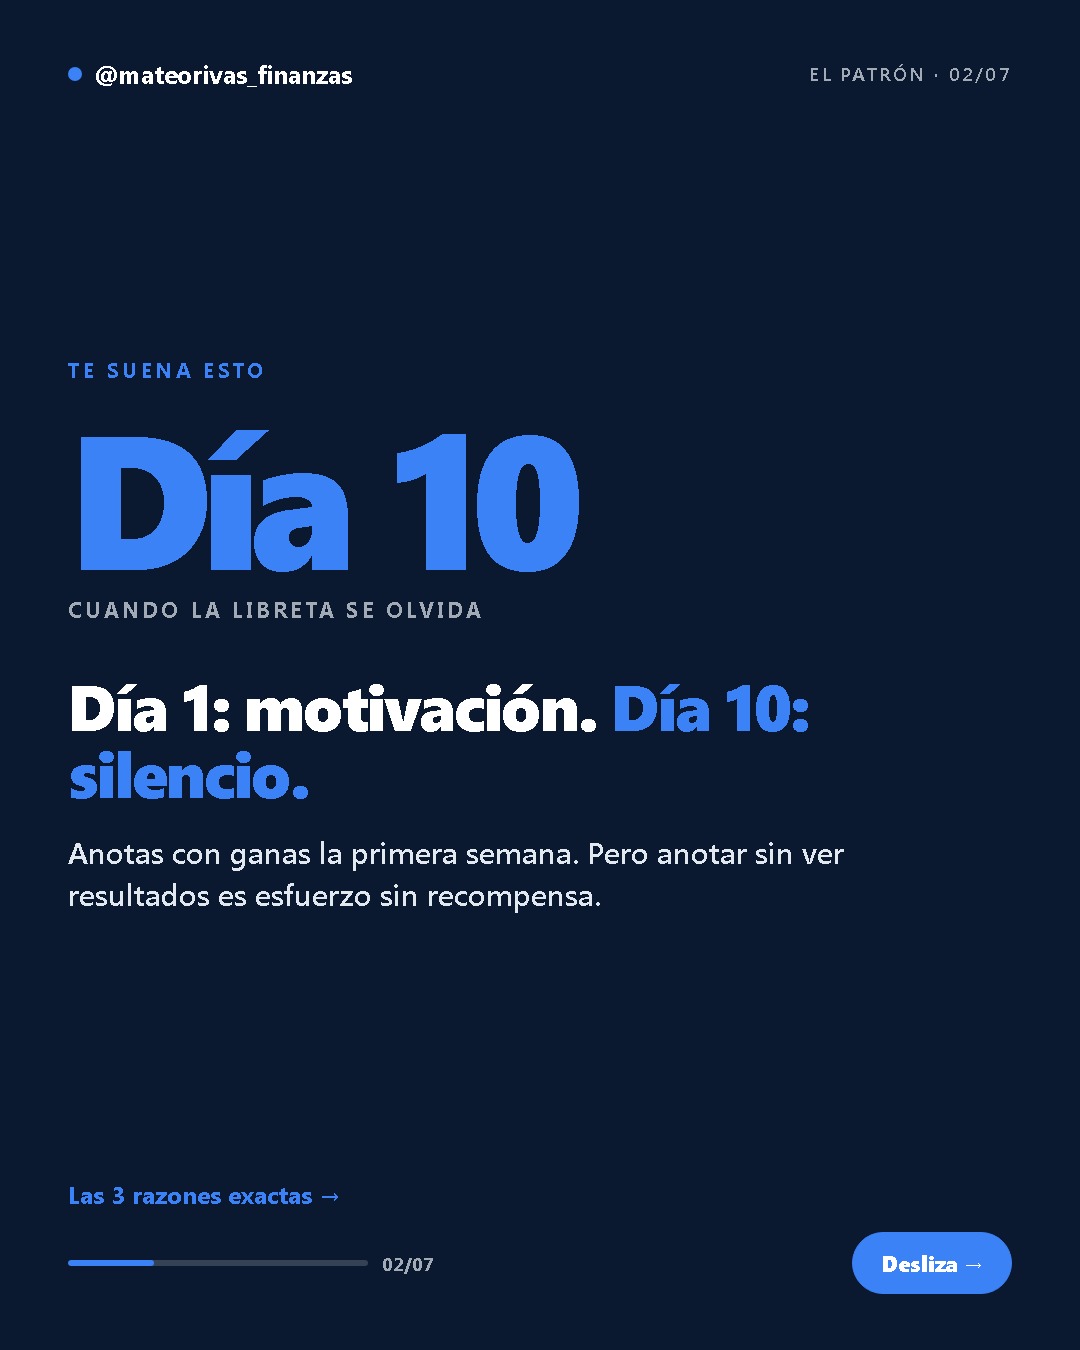 @mateorivas_finanzas
EL PATRÓN · 02/07
TE SUENA ESTO
Día 10
CUANDO LA LIBRETA SE OLVIDA
Día 1: motivación. Día 10:
silencio.
Anotas con ganas la primera semana. Pero anotar sin ver
resultados es esfuerzo sin recompensa.
Las 3 razones exactas →
02/07
Desliza →